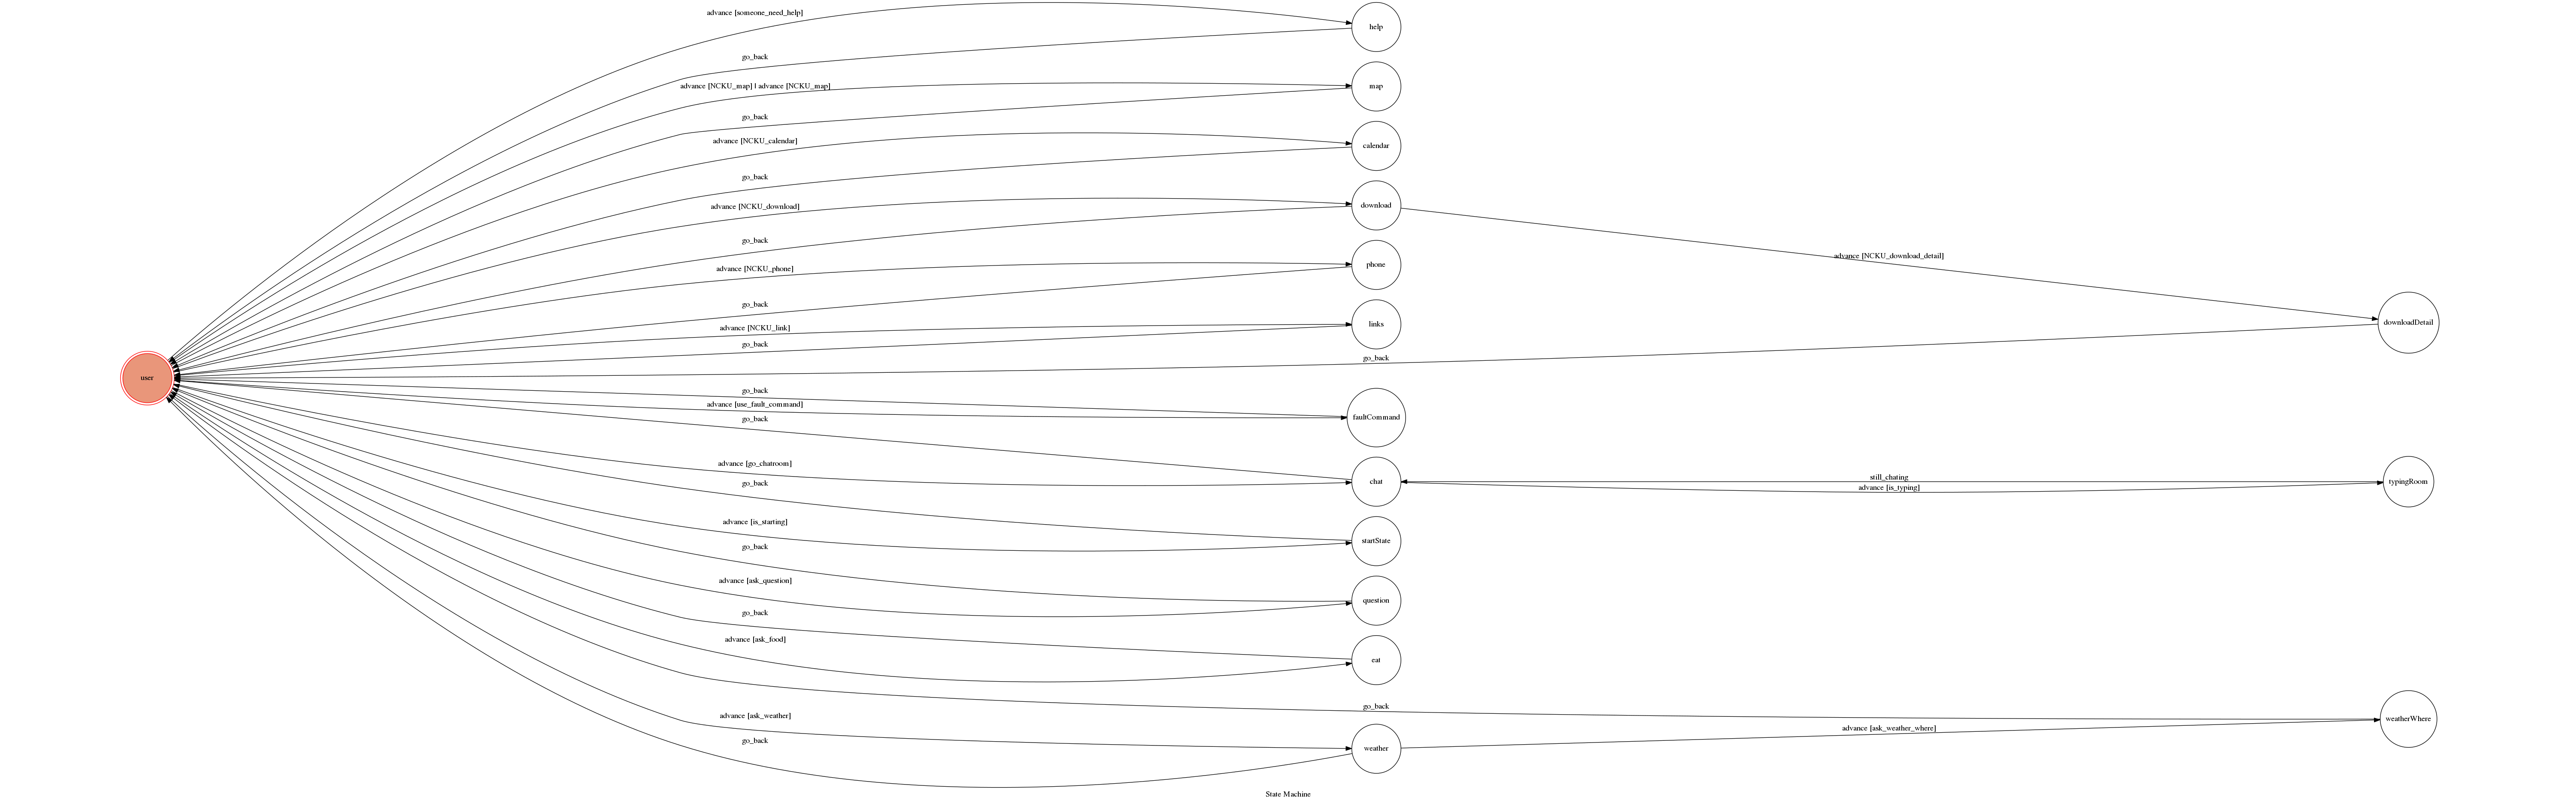 advance [someone_need_help]
help
go_back
advance [NCKU_map] | advance [NCKU_map]
map
go_back
advance [NCKU_calendar]
calendar
go_back
download
advance [NCKU_download]
go_back
advance [NCKU_download_detail]
phone
advance [NCKU_phone]
go_back
downloadDetail
links
advance [NCKU_link]
go_back
go_back
user
go_back
advance [use_fault_command]
faultCommand
go_back
advance [go_chatroom]
still_chating
chat
typingRoom
go_back
advance [is_typing]
advance [is_starting]
startState
go_back
advance [ask_question]
question
go_back
advance [ask_food]
eat
go_back
advance [ask_weather]
weatherWhere
advance [ask_weather_where]
go_back
weather
State Machine